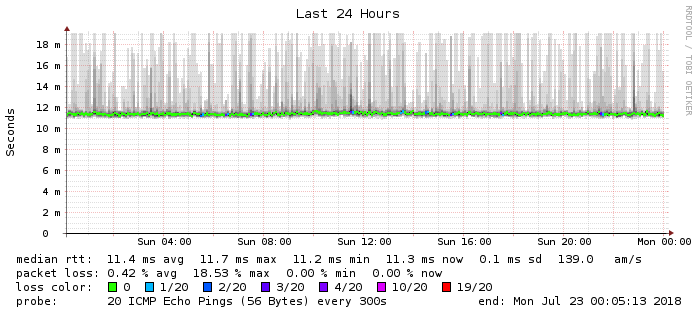 Last 24 Hours
RRDTOOL / TOBI OETIKER
Seconds
18 m
16 m
14 m
12 m
10 m
8 m
6 m
4 m
2 m
0
Sun 04:00 Sun 08:00 Sun 12:00 Sun 16:00 Sun 20:00 Mon 00:00
median rtt: 11.4 ms avg 11.7 ms max 11.2 ms min 11.3 ms now 0.1 ms sd 139.0 am/s
packet loss: 0.42 % avg 18.53 % max 0.00 % min 0.00 % now
loss color: 0 1/20 2/20 3/20 4/20 10/20 19/20
probe: 20 ICMP Echo Pings (56 Bytes) every 300s end: Mon Jul 23 00:05:13 2018